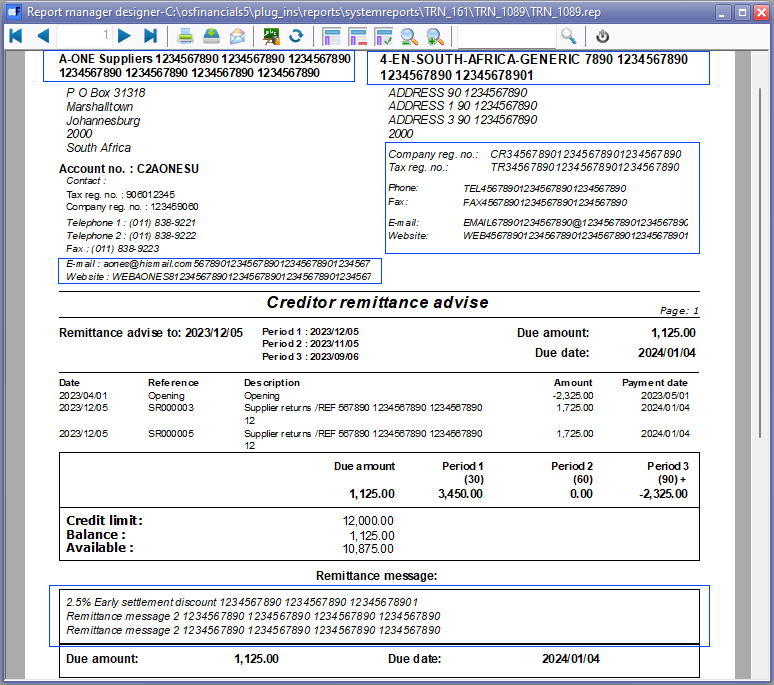 Report manager designer-C:\osfinancials5\plug_ins\reports\systemreports\TRN_161\TRN_1089\TRN_1089.rep
1
A-ONE Suppliers 1234567890 1234567890
1234567890 1234567890 1234567890
4-EN-SOUTH-AFRICA-GENERIC 7890 1234567890
1234567890 12345678901
P O Box 31318
Marshalltown
Johannesburg
2000
South Africa
ADDRESS 90 1234567890
ADDRESS 1 90 1234567890
ADDRESS 3 90 1234567890
2000
Company reg. no.: CR3456789012345678901234567890
Tax reg. no.: TR3456789012345678901234567890
Phone: TEL456789012345678901234567890
Fax: FAX456789012345678901234567890
E-mail: EMAIL678901234567890@1234567890123456789(
Website: WEB4567890123456789012345678901234567890 1
Account no. : C2AONESU
Contact :
Tax reg. no. : 906012345
Company reg. no. : 123459060
Telephone 1 : (011) 838-9221
Telephone 2 : (011) 838-9222
Fax : (011) 838-9223
E-mail : aones@hismail.com5678901234567890123456789012345 67
Website : WEBAONES81234567890123456789012345678901234567
Creditor remittance advise
Page: 1
Remittance advise to: 2023/12/05
Period 1 : 2023/12/05
Period 2 : 2023/11/05
Period 3 : 2023/09/06
Due amount: 1,125.00
Due date: 2024/01/04
Date Reference Description Amount Payment date
2023/04/01 Opening Opening -2,325.00 2023/05/01
2023/12/05 SR000003 Supplier returns /REF 567890 1234567890 1234567890 1,725.00 2024/01/04
12
2023/12/05 SR000005 Supplier returns /REF 567890 1234567890 1234567890 1,725.00 2024/01/04
12
Due amount Period 1 Period 2 Period 3
(30) (60) (90) +
1,125.00 3,450.00 0.00 -2,325.00
Credit limit: 12,000.00
Balance : 1,125.00
Available : 10,875.00
Remittance message:
2.5% Early settlement discount 1234567890 1234567890 12345678901
Remittance message 2 1234567890 1234567890 1234567890 1234567890
Remittance message 2 1234567890 1234567890 1234567890 1234567890
Due amount: 1,125.00 Due date: 2024/01/04